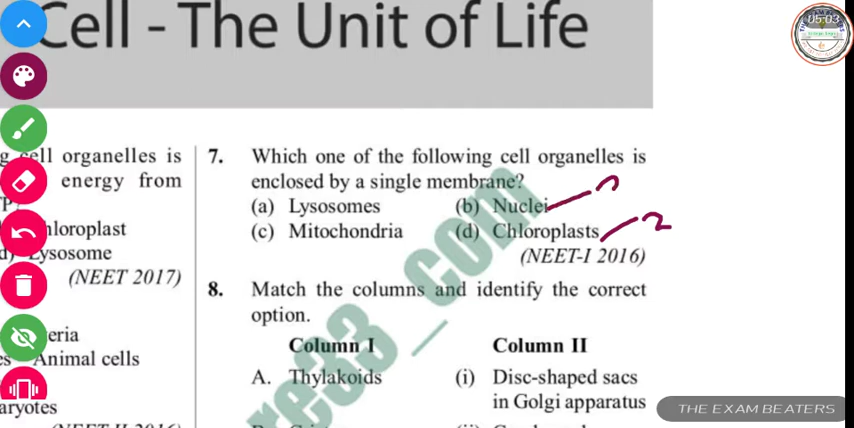 Cell - The Unit of Life
05:03
g cell organelles is
energy from
hloroplast
Lysosome
(NEET 2017)
eria
Animal cells
aryotes
7. Which one of the following cell organelles is
enclosed by a single membrane?
(a) Lysosomes (b) Nuclei
(c) Mitochondria (d) Chloroplasts 2
(NEET-I 2016)
8. Match the columns and identify the correct
option.
Column I Column II
A. Thylakoids (i) Disc-shaped sacs
in Golgi apparatus
re33_com
THE EXAM BEATERS